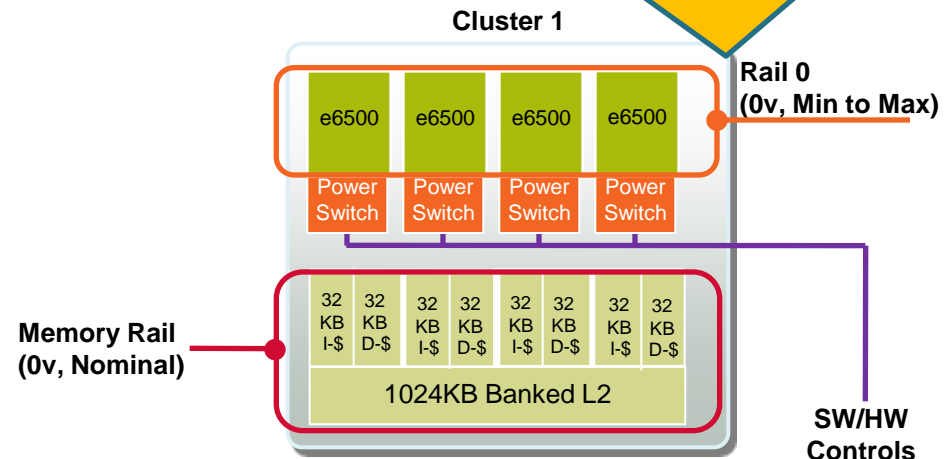 Cluster 1
Rail 0
(0v, Min to Max)
e6500 e6500 e6500 e6500
Power Switch Power Switch Power Switch Power Switch
32 KB I-$ 32 KB D-$ 32 KB I-$ 32 KB D-$ 32 KB I-$ 32 KB D-$ 32 KB I-$ 32 KB D-$
Memory Rail
(0v, Nominal)
1024KB Banked L2
SW/HW
Controls